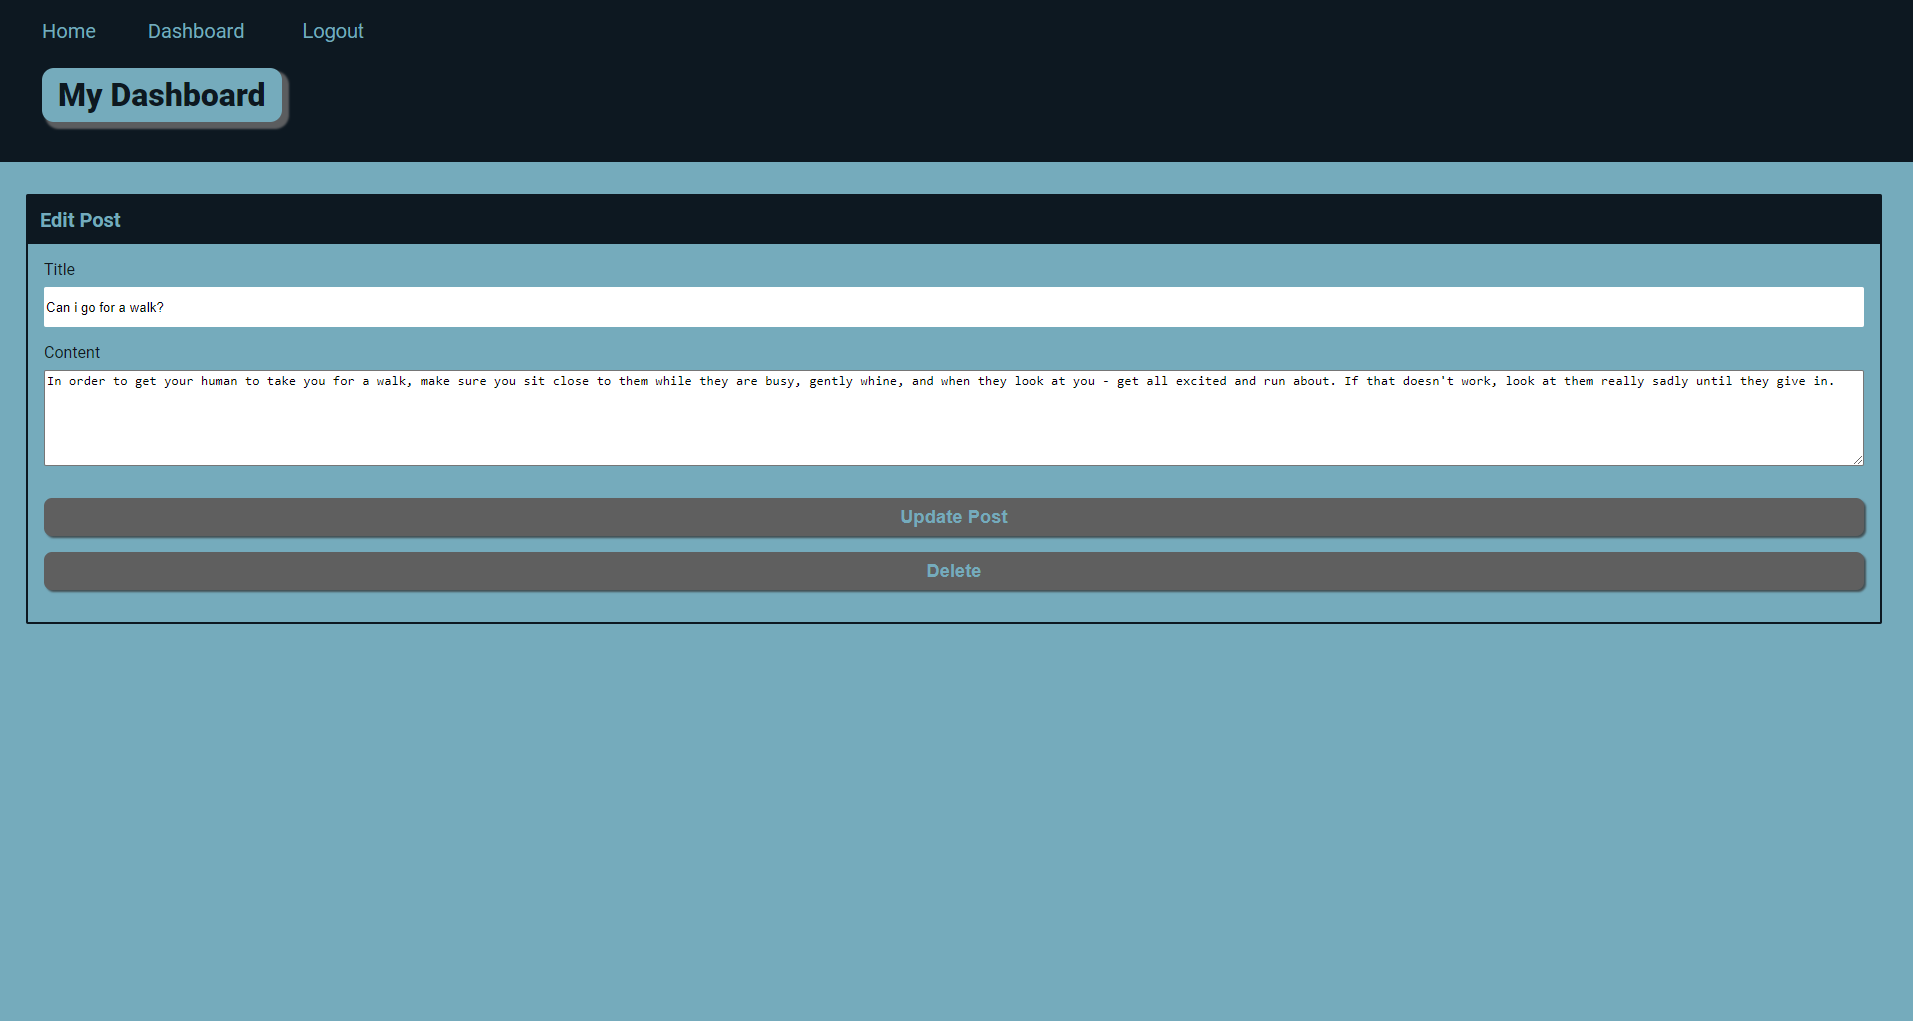 Home Dashboard Logout
My Dashboard
Edit Post
Title
Can i go for a walk?
Content
In order to get your human to take you for a walk, make sure you sit close to them while they are busy, gently whine, and when they look at you - get all excited and run about. If that doesn't work, look at them really sadly until they give in.
Update Post
Delete